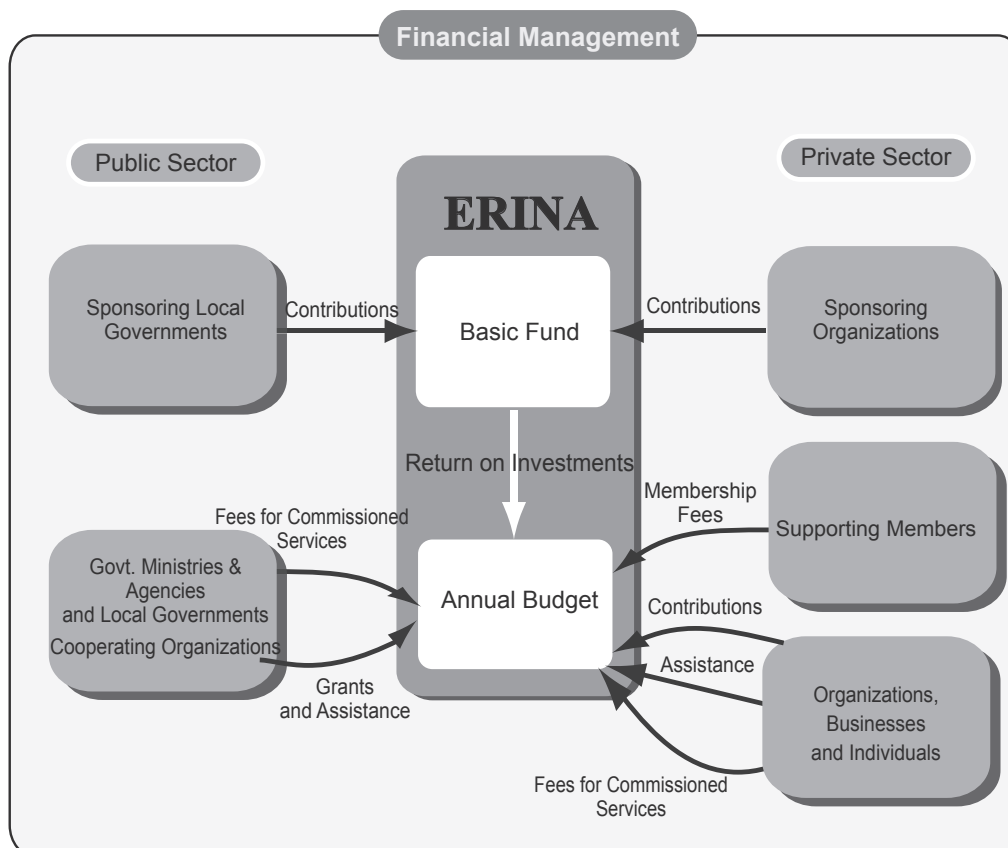 Financial Management
Public Sector
Private Sector
ERINA
Sponsoring Local
Governments
Contributions
Basic Fund
Contributions
Sponsoring
Organizations
Return on Investments
Membership
Fees
Supporting Members
Fees for Commissioned
Services
Govt. Ministries &
Agencies
and Local Governments
Cooperating Organizations
Annual Budget
Grants
and Assistance
Contributions
Assistance
Organizations,
Businesses
and Individuals
Fees for Commissioned
Services